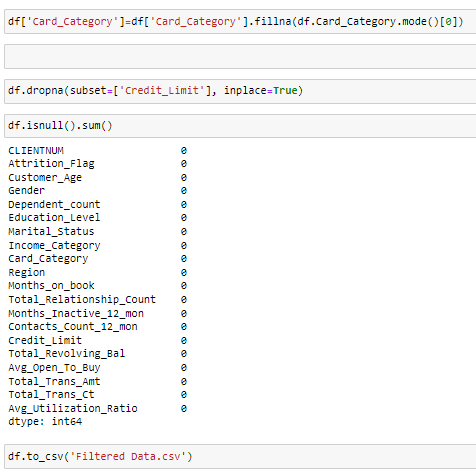 df['Card_Category']=df['Card_Category'].fillna(df.Card_Category.mode()[0])
df.dropna(subset=['Credit_Limit'], inplace=True)
df.isnull().sum()
CLIENTNUM 0
Attrition_Flag 0
Customer_Age 0
Gender 0
Dependent_count 0
Education_Level 0
Marital_Status 0
Income_Category 0
Card_Category 0
Region 0
Months_on_book 0
Total_Relationship_Count 0
Months_Inactive_12_mon 0
Contacts_Count_12_mon 0
Credit_Limit 0
Total_Revolving_Bal 0
Avg_Open_To_Buy 0
Total_Trans_Amt 0
Total_Trans_Ct 0
Avg_Utilization_Ratio 0
dtype: int64
df.to_csv('Filtered Data.csv')